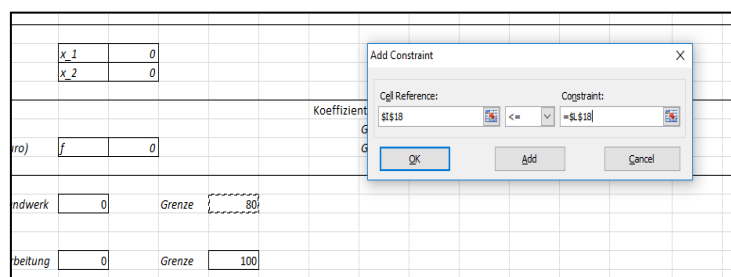 x_1 0
x_2 0
Add Constraint X
Cell Reference: Constraint:
$I$18 <= =$L$18
OK Add Cancel
Koeffizient
G
uro) f 0 G
ndwerk 0 Grenze 80
rbeitung 0 Grenze 100